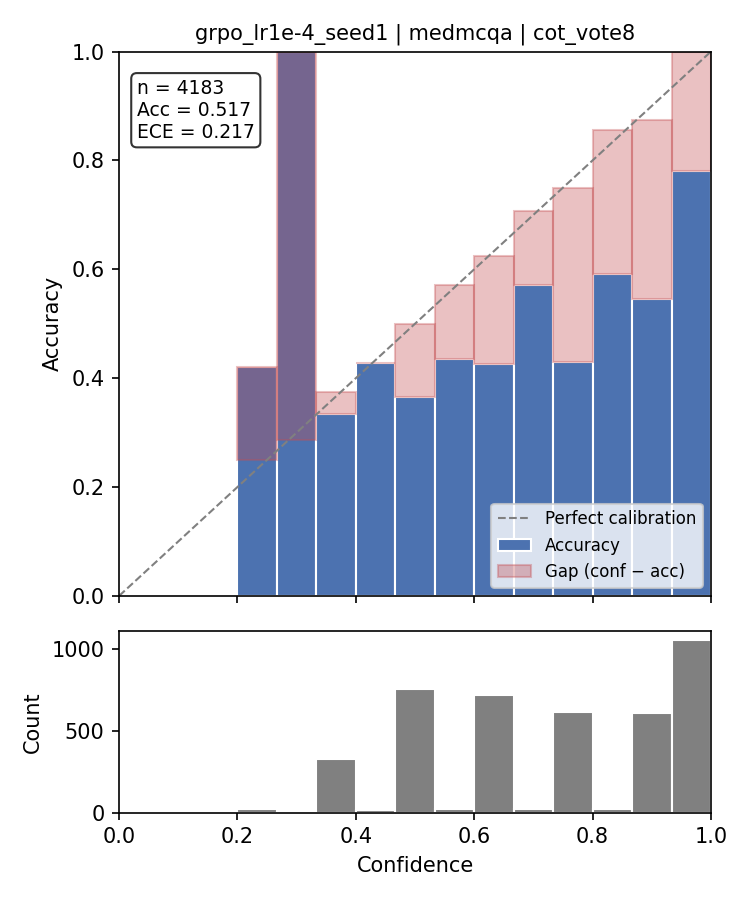 grpo_lr1e-4_seed1 | medmcqa | cot_vote8
1.0
n = 4183
Acc = 0.517
ECE = 0.217
0.8
0.6
Accuracy
0.4
0.2
Perfect calibration
Accuracy
Gap (conf − acc)
0.0
1000
Count
500
0
0.0 0.2 0.4 0.6 0.8 1.0
Confidence